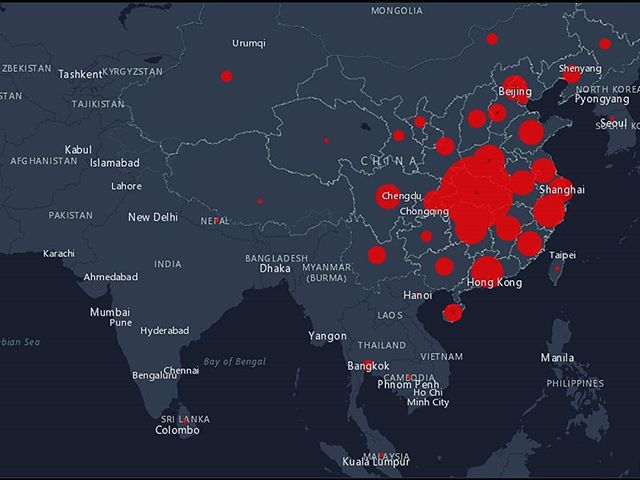 MONGOLIA
Urumqi
ZBEKISTAN
Tashkent
KYRGYZSTAN
Shenyang
STAN
TAJIKISTAN
Beijing
NORTH KOREA
Pyongyang
Seoul
SOUTH KO
Kabul
AFGHANISTAN
Islamabad
CHINA
Lahore
Chengdu
Shanghai
PAKISTAN
New Delhi
NEPAL
Chongqing
Karachi
INDIA
BANGLADESH
Dhaka
MYANMAR
(BURMA)
Taipei
Ahmedabad
Hong Kong
Hanoi
Mumbai
Pune
LAOS
Hyderabad
Yangon
bian Sea
THAILAND
Bay of Bengal
VIETNAM
Manila
Bengaluru
Chennai
Bangkok
CAMBODIA
Phnom Penh
PHILIPPINES
Ho Chi
Minh City
SRI LANKA
Colombo
MALAYSIA
Kuala Lumpur